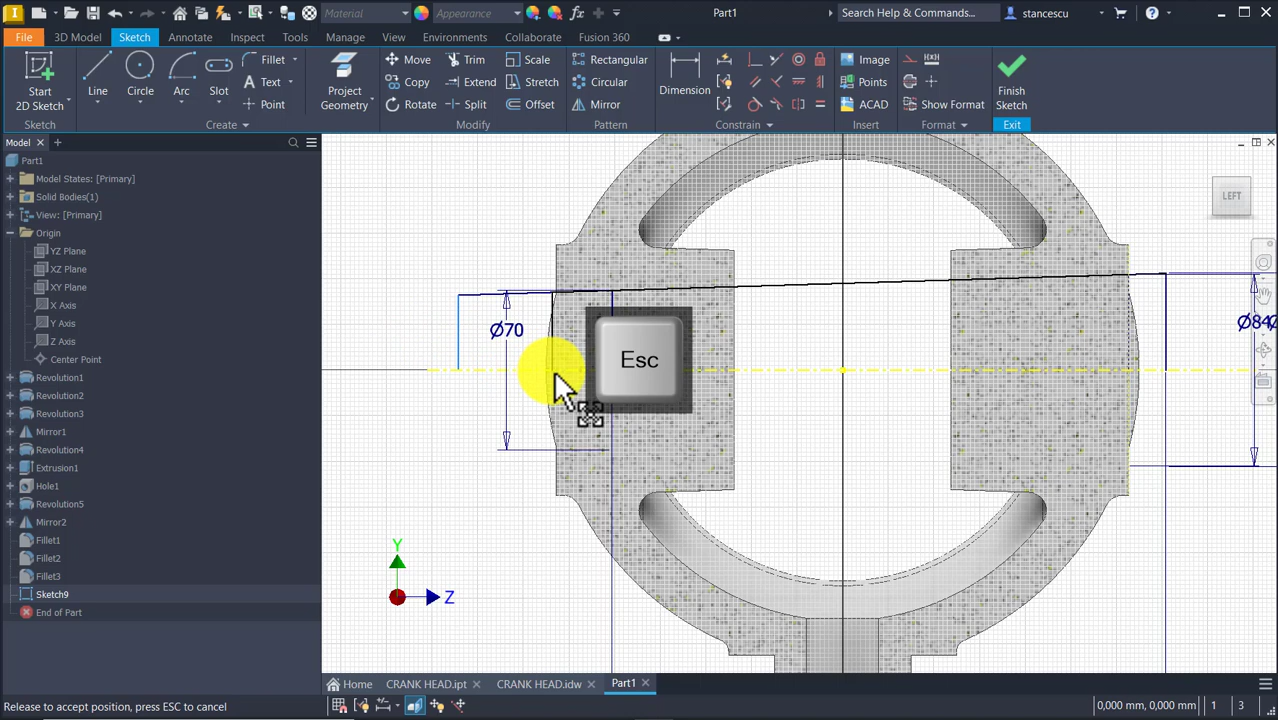 Material
Appearance
Part1
Search Help & Commands...
stancescu
File
3D Model
Sketch
Annotate
Inspect
Tools
Manage
View
Environments
Collaborate
Fusion 360
Start
2D Sketch
Line
Circle
Arc
Slot
Fillet
Text
Point
Project
Geometry
Move
Copy
Rotate
Trim
Extend
Split
Scale
Stretch
Offset
Rectangular
Circular
Mirror
Dimension
Image
Points
ACAD
Show Format
Finish
Sketch
Sketch
Create
Modify
Pattern
Constrain
Insert
Format
Exit
Model
Part1
Model States: [Primary]
Solid Bodies(1)
View: [Primary]
Origin
YZ Plane
XZ Plane
XY Plane
X Axis
Y Axis
Z Axis
Center Point
Revolution1
Revolution2
Revolution3
Mirror1
Revolution4
Extrusion1
Hole1
Revolution5
Mirror2
Fillet1
Fillet2
Fillet3
Sketch9
End of Part
LEFT
Ø70
Ø84
Esc
Y
Z
Home
CRANK HEAD.ipt
CRANK HEAD.idw
Part1
Release to accept position, press ESC to cancel
0,000 mm, 0,000 mm
1
3